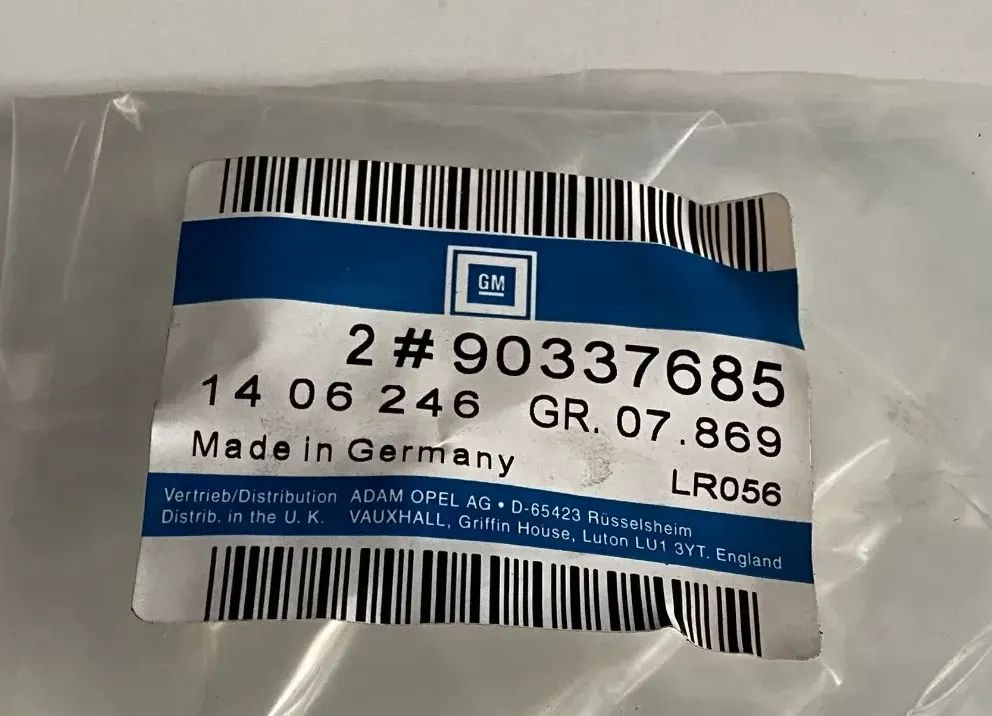 GM
2 # 90337685
14 06 246 GR. 07.869
Made in Germany LR056
Vertrieb/Distribution ADAM OPEL AG • D-65423 Rüsselsheim
Distrib. in the U. K. VAUXHALL, Griffin House, Luton LU1 3YT. England